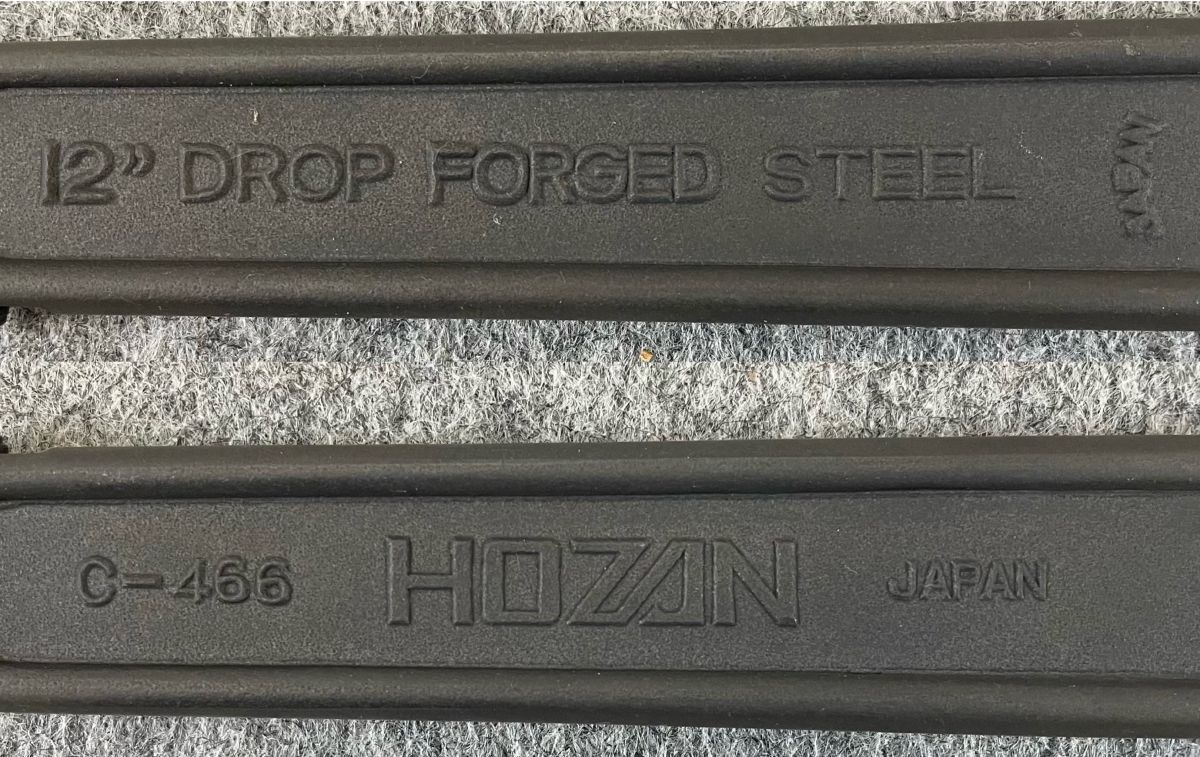 12” DROP FORGED STEEL
C-466 HOZAN JAPAN